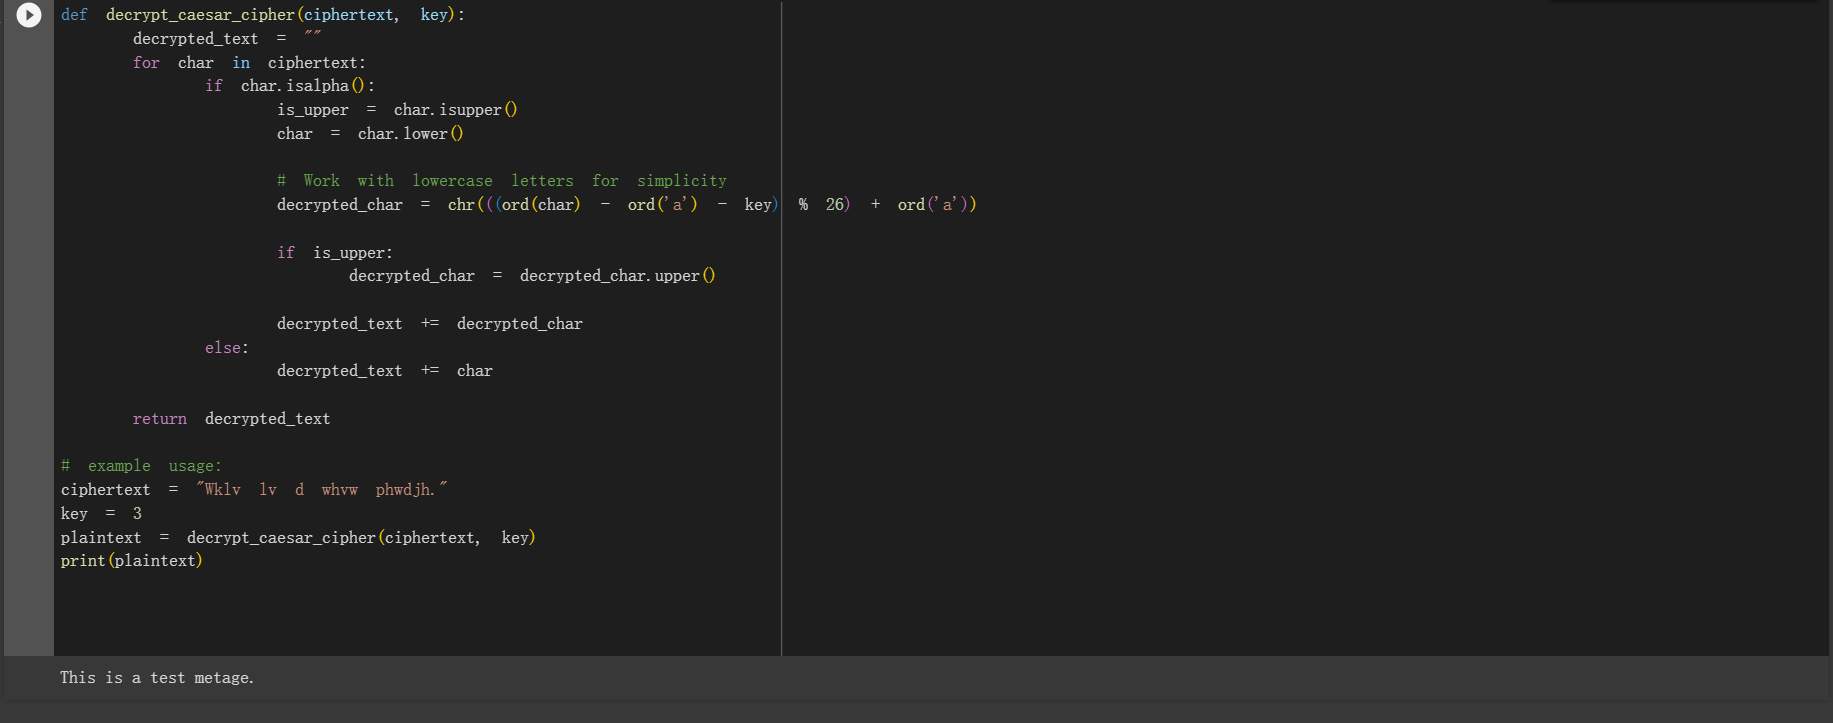 def decrypt_caesar_cipher(ciphertext, key):
decrypted_text = ""
for char in ciphertext:
if char.isalpha():
is_upper = char.isupper()
char = char.lower()
# Work with lowercase letters for simplicity
decrypted_char = chr(((ord(char) - ord('a') - key) % 26) + ord('a'))
if is_upper:
decrypted_char = decrypted_char.upper()
decrypted_text += decrypted_char
else:
decrypted_text += char
return decrypted_text
# example usage:
ciphertext = "Wklv lv d whvw phwdjh."
key = 3
plaintext = decrypt_caesar_cipher(ciphertext, key)
print(plaintext)
This is a test metage.